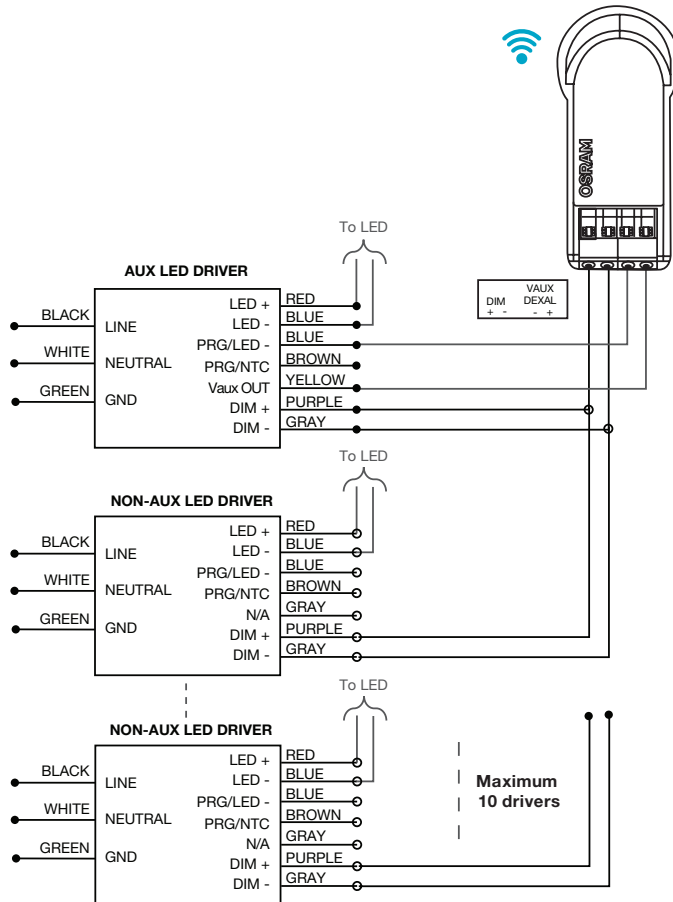 OSRAM
To LED
AUX LED DRIVER
VAUX
DIM DEXAL
+ - - +
BLACK LINE LED + RED
LED - BLUE
WHITE NEUTRAL PRG/LED - BLUE
PRG/NTC BROWN
GREEN GND Vaux OUT YELLOW
DIM + PURPLE
DIM - GRAY
To LED
NON-AUX LED DRIVER
BLACK LINE LED + RED
LED - BLUE
WHITE NEUTRAL PRG/LED - BLUE
PRG/NTC BROWN
GREEN GND N/A GRAY
DIM + PURPLE
DIM - GRAY
To LED
NON-AUX LED DRIVER
BLACK LINE LED + RED
LED - BLUE
WHITE NEUTRAL PRG/LED - BLUE
PRG/NTC BROWN
GREEN GND N/A GRAY
DIM + PURPLE
DIM - GRAY
Maximum
10 drivers